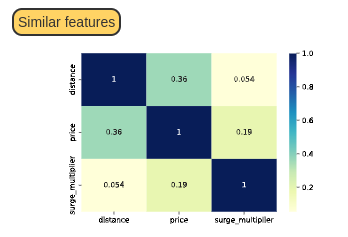 Similar features
distance
price
surge_multiplier
1 0.36 0.054
0.36 1 0.19
0.054 0.19 1
distance price surge_multiplier
1.0
0.8
0.6
0.4
0.2